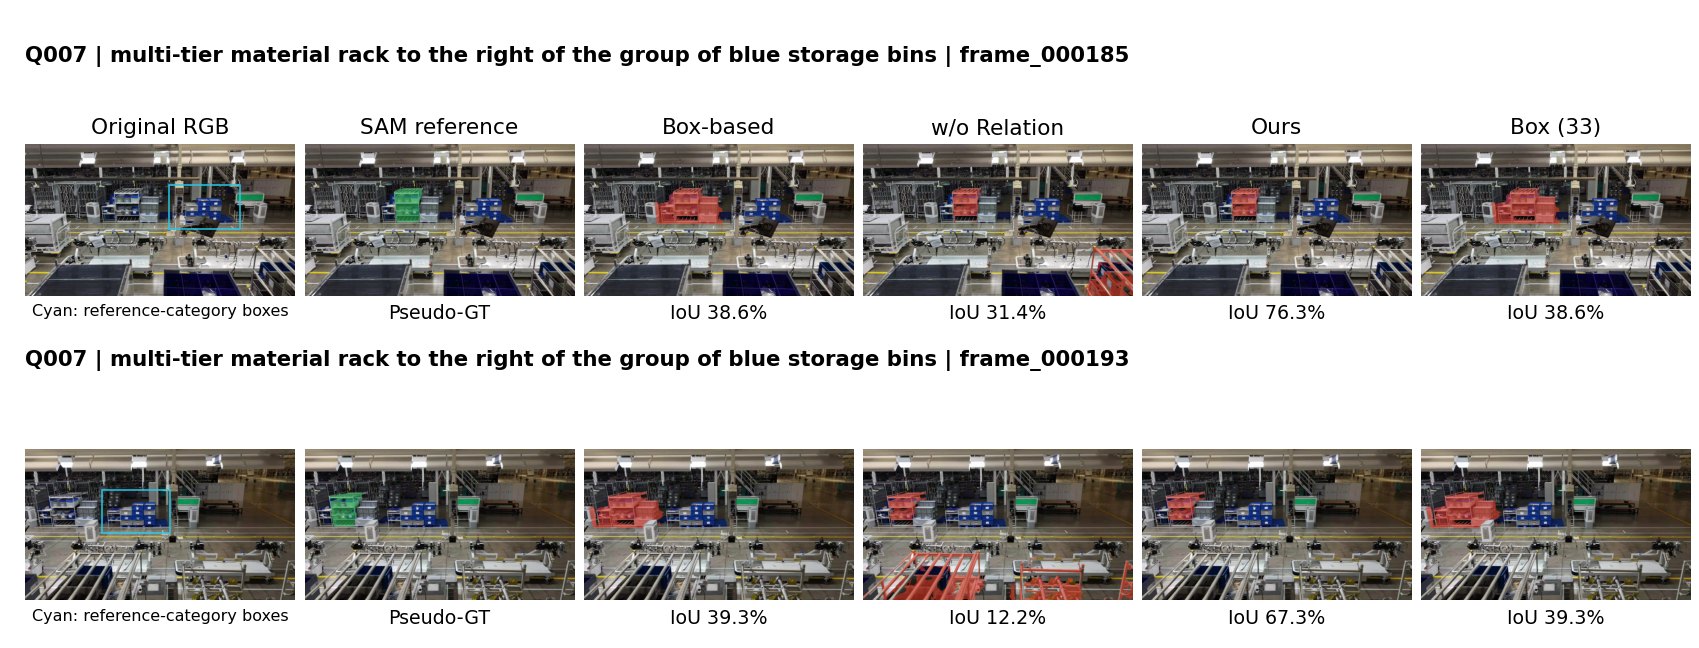 Q007 | multi-tier material rack to the right of the group of blue storage bins | frame_000185
Original RGB SAM reference Box-based w/o Relation Ours Box (33)
Cyan: reference-category boxes Pseudo-GT IoU 38.6% IoU 31.4% IoU 76.3% IoU 38.6%
Q007 | multi-tier material rack to the right of the group of blue storage bins | frame_000193
Cyan: reference-category boxes Pseudo-GT IoU 39.3% IoU 12.2% IoU 67.3% IoU 39.3%